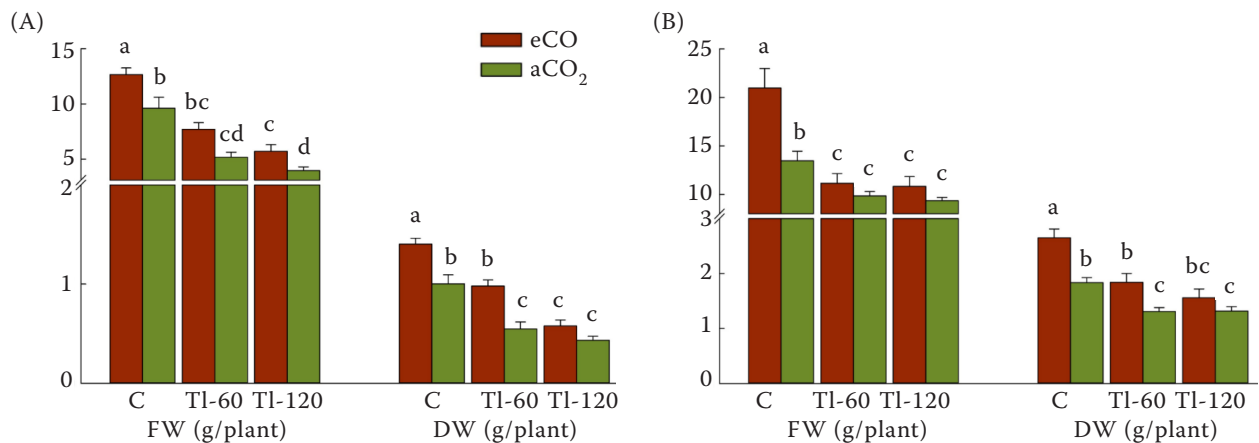 (A)
15
10
5
2
1
0
a
b
bc
cd
c
d
a
b
b
c
c
c
eCO
aCO₂
C
Tl-60
Tl-120
C
Tl-60
Tl-120
FW (g/plant)
DW (g/plant)
(B)
25
20
15
10
3
2
1
0
a
b
c
c
c
c
a
b
b
c
bc
c
C
Tl-60
Tl-120
C
Tl-60
Tl-120
FW (g/plant)
DW (g/plant)